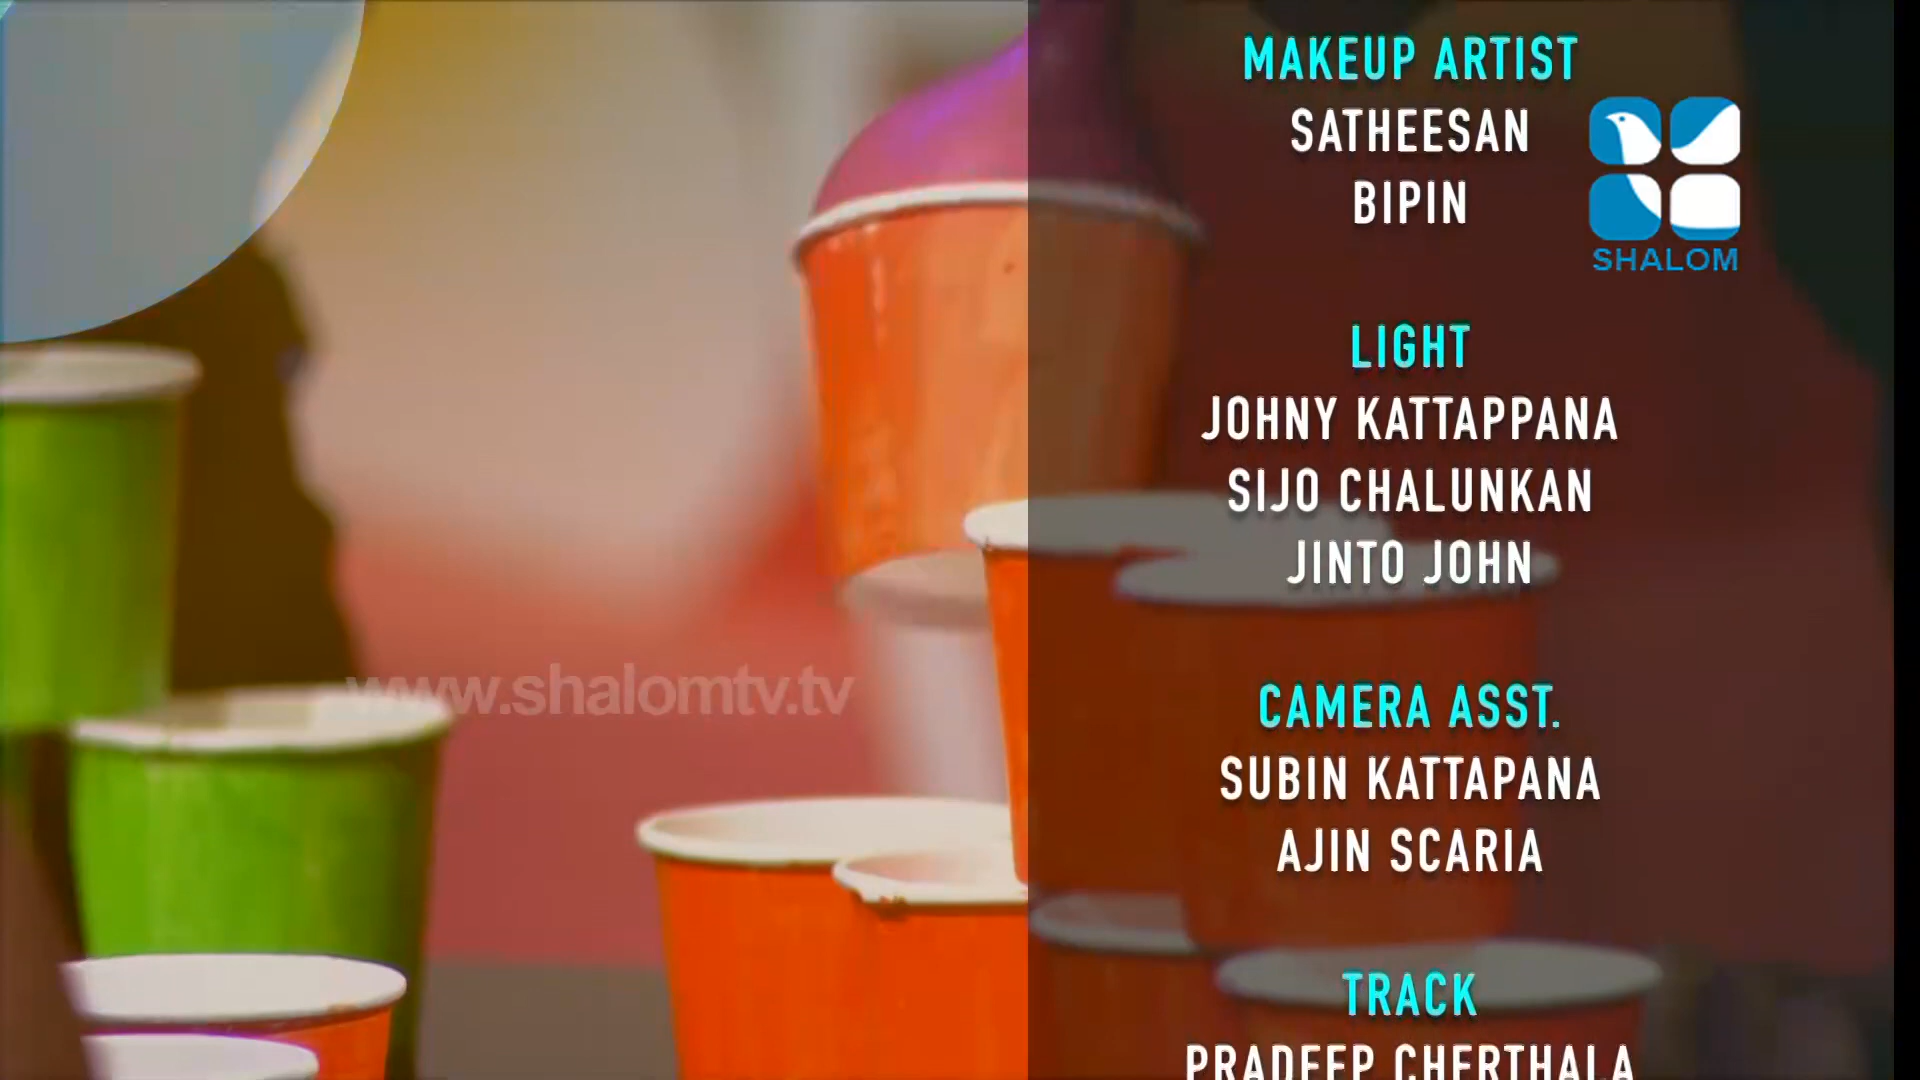 MAKEUP ARTIST
SATHEESAN
BIPIN
SHALOM
LIGHT
JOHNY KATTAPPANA
SIJO CHALUNKAN
JINTO JOHN
www.shalomtv.tv
CAMERA ASST.
SUBIN KATTAPANA
AJIN SCARIA
TRACK
PRADEEP CHERTHALA